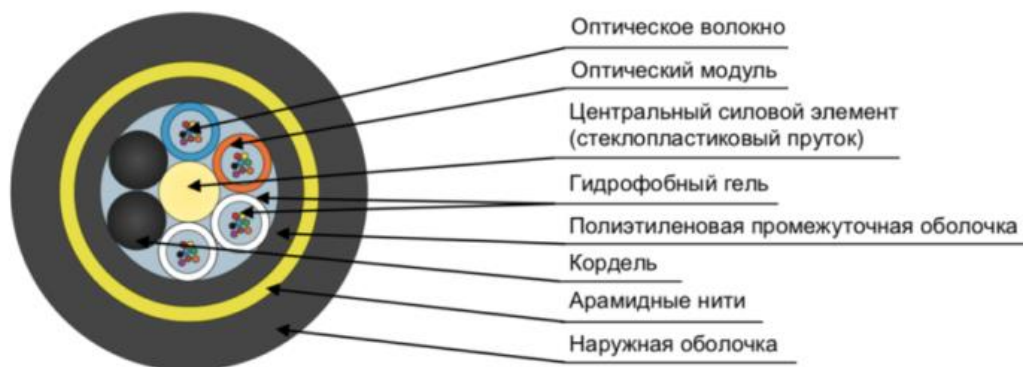 Оптическое волокно
Оптический модуль
Центральный силовой элемент
(стеклопластиковый пруток)
Гидрофобный гель
Полиэтиленовая промежуточная оболочка
Кордель
Арамидные нити
Наружная оболочка